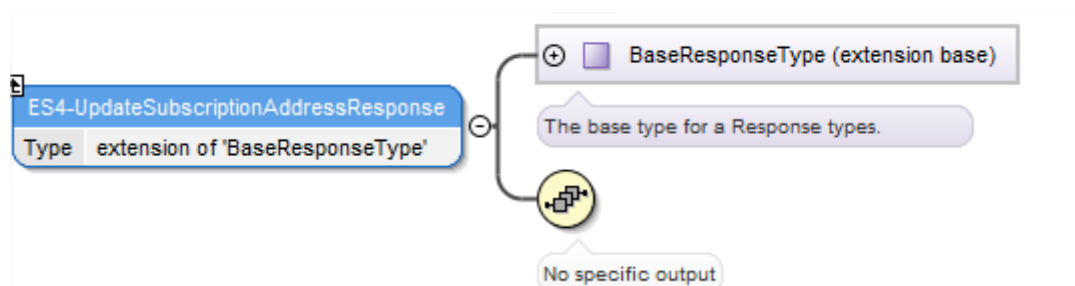 BaseResponseType (extension base)
ES4-UpdateSubscriptionAddressResponse
Type extension of 'BaseResponseType'
The base type for a Response types.
No specific output